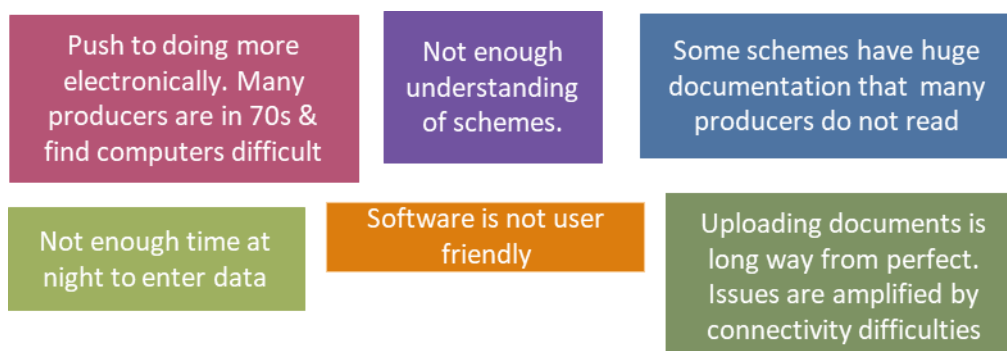 Push to doing more
electronically. Many
producers are in 70s &
find computers difficult
Not enough
understanding
of schemes.
Some schemes have huge
documentation that many
producers do not read
Not enough time at
night to enter data
Software is not user
friendly
Uploading documents is
long way from perfect.
Issues are amplified by
connectivity difficulties